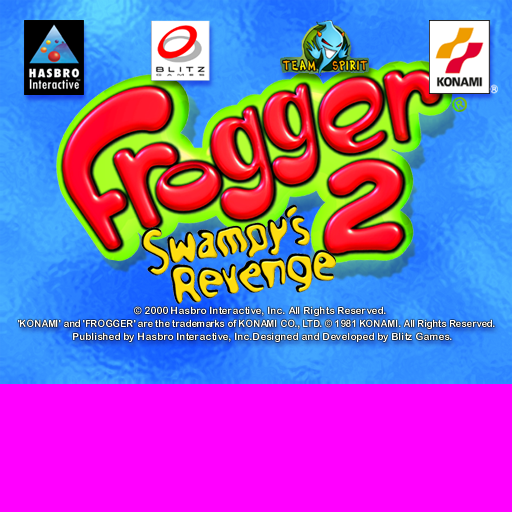 HASBRO
Interactive
BLITZ
GAMES
TEAM SPIRIT
KONAMI
®
Frogger
®
2
Swampy's
Revenge
© 2000 Hasbro Interactive, Inc. All Rights Reserved.
'KONAMI' and 'FROGGER' are the trademarks of KONAMI CO., LTD. © 1981 KONAMI. All Rights Reserved.
Published by Hasbro Interactive, Inc.Designed and Developed by Blitz Games.